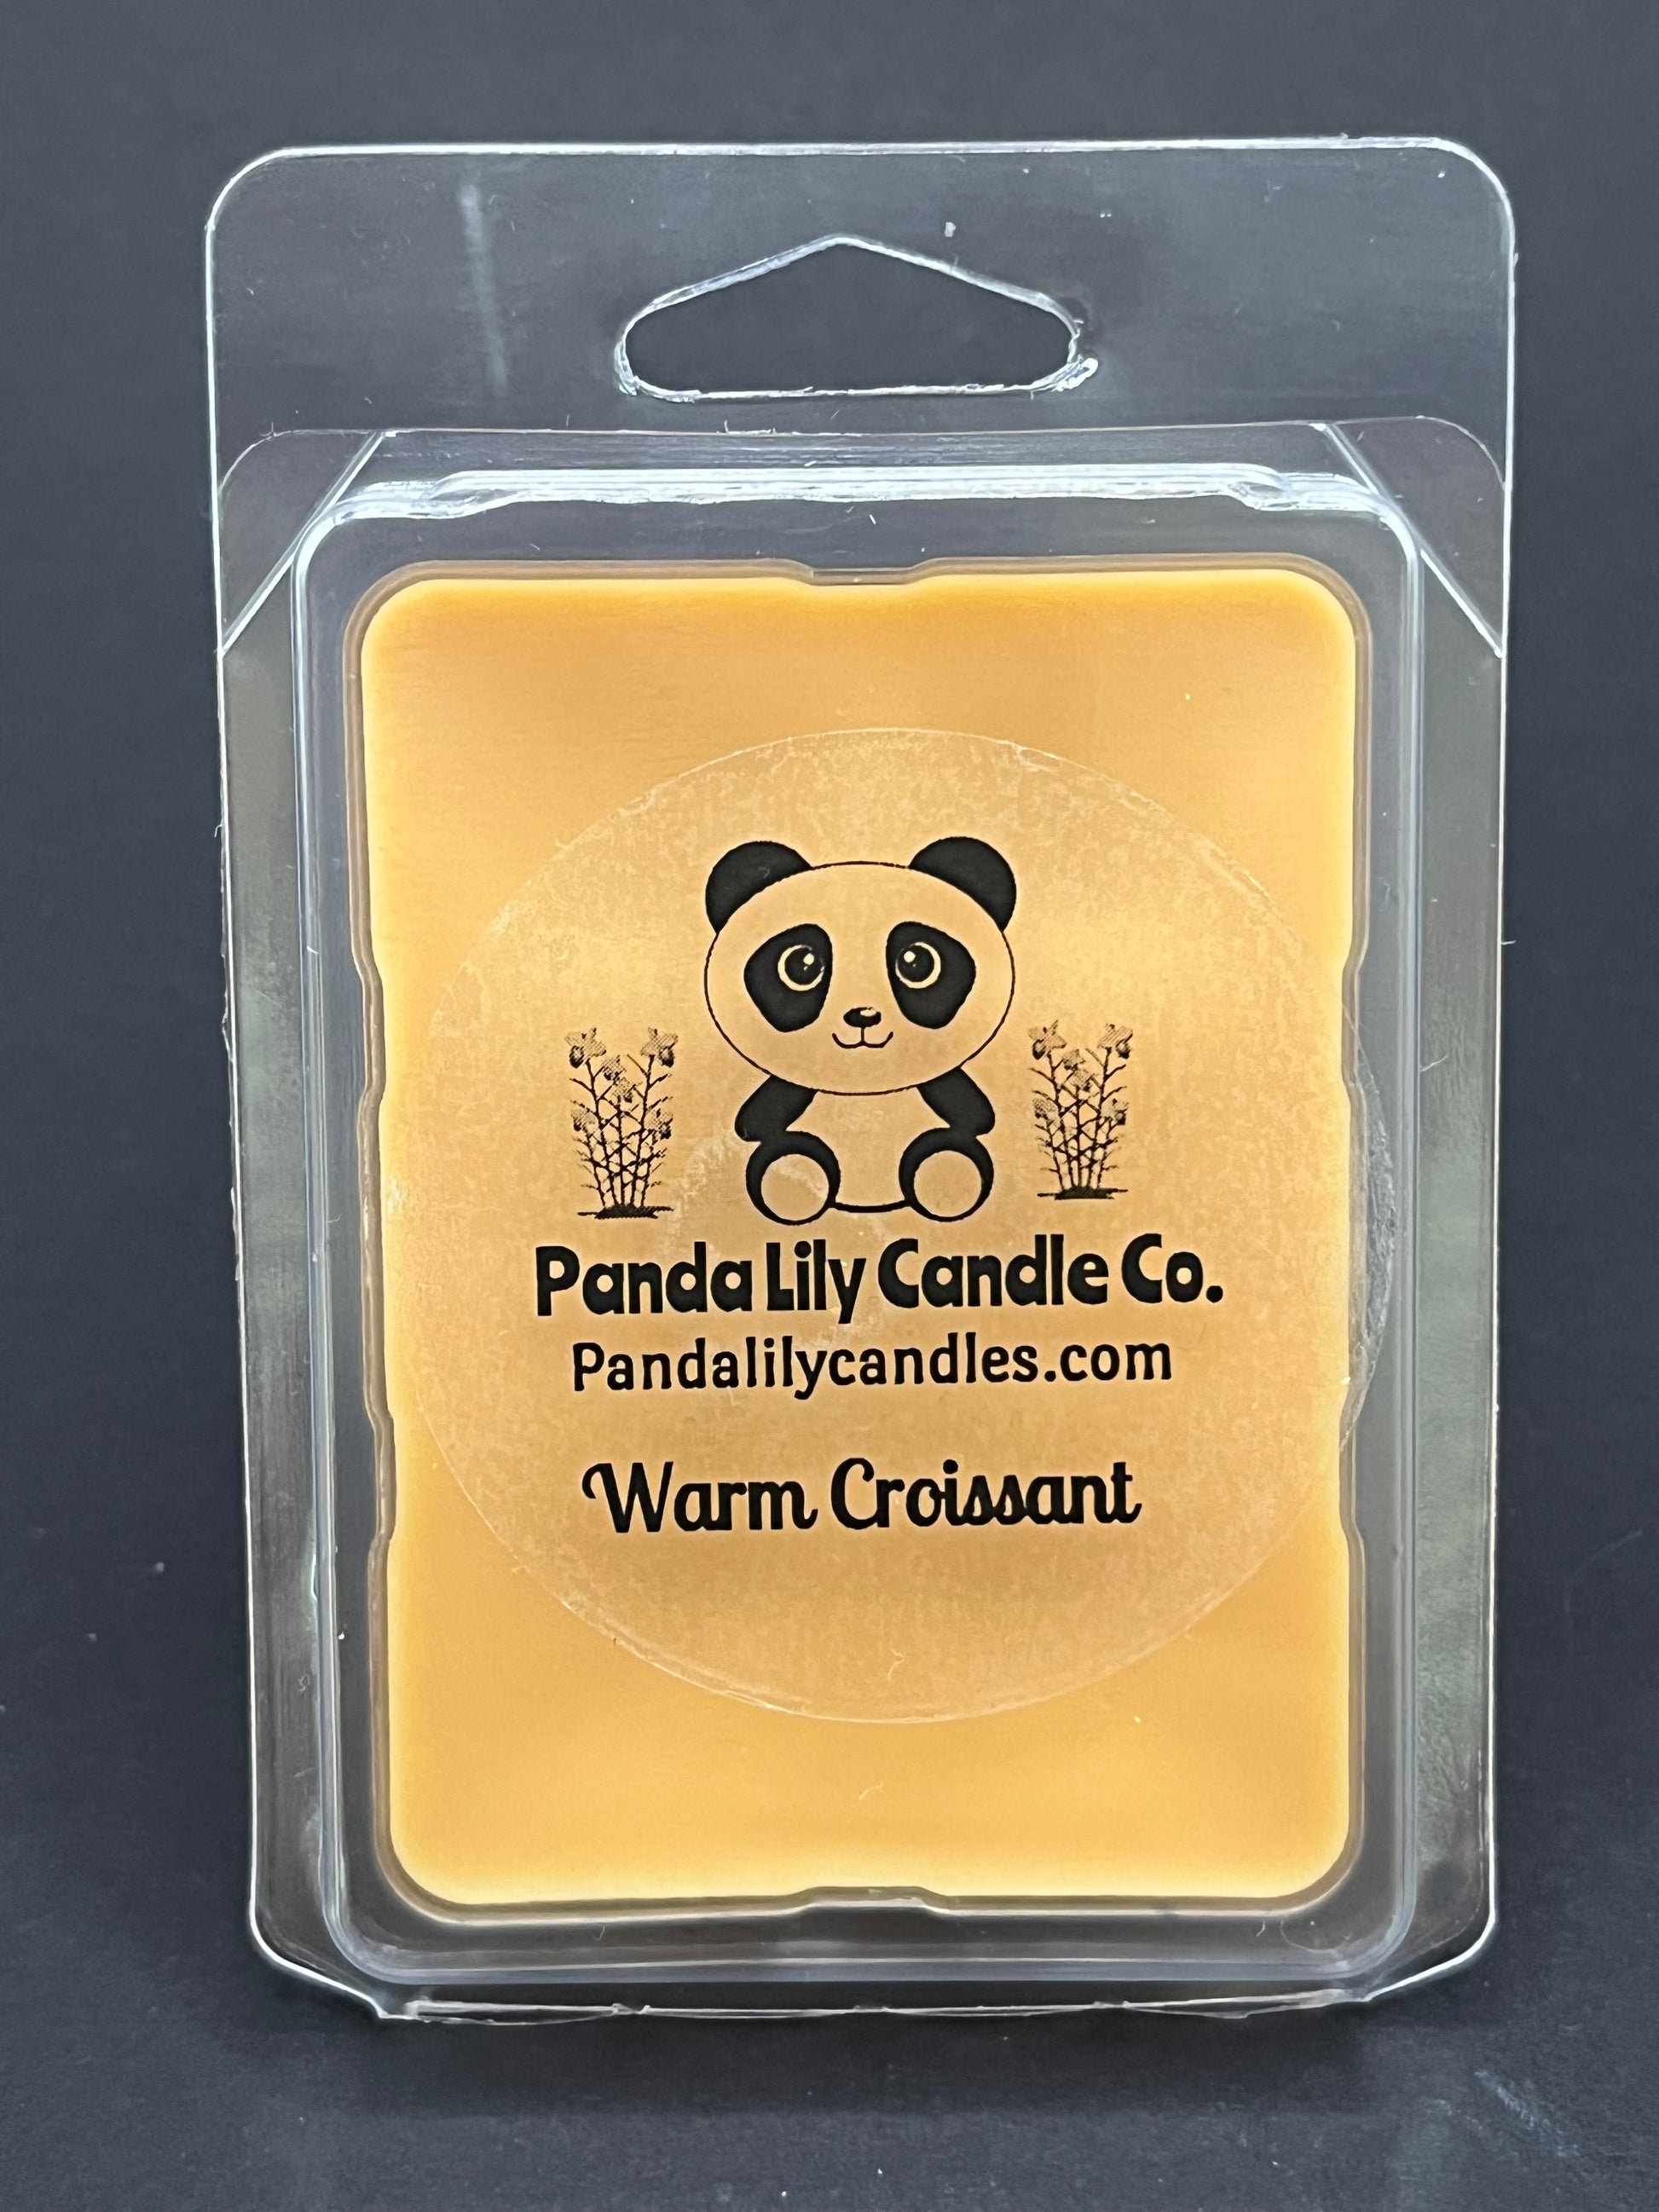 Panda Lily Candle Co.
Pandalilycandles.com
Warm Croissant